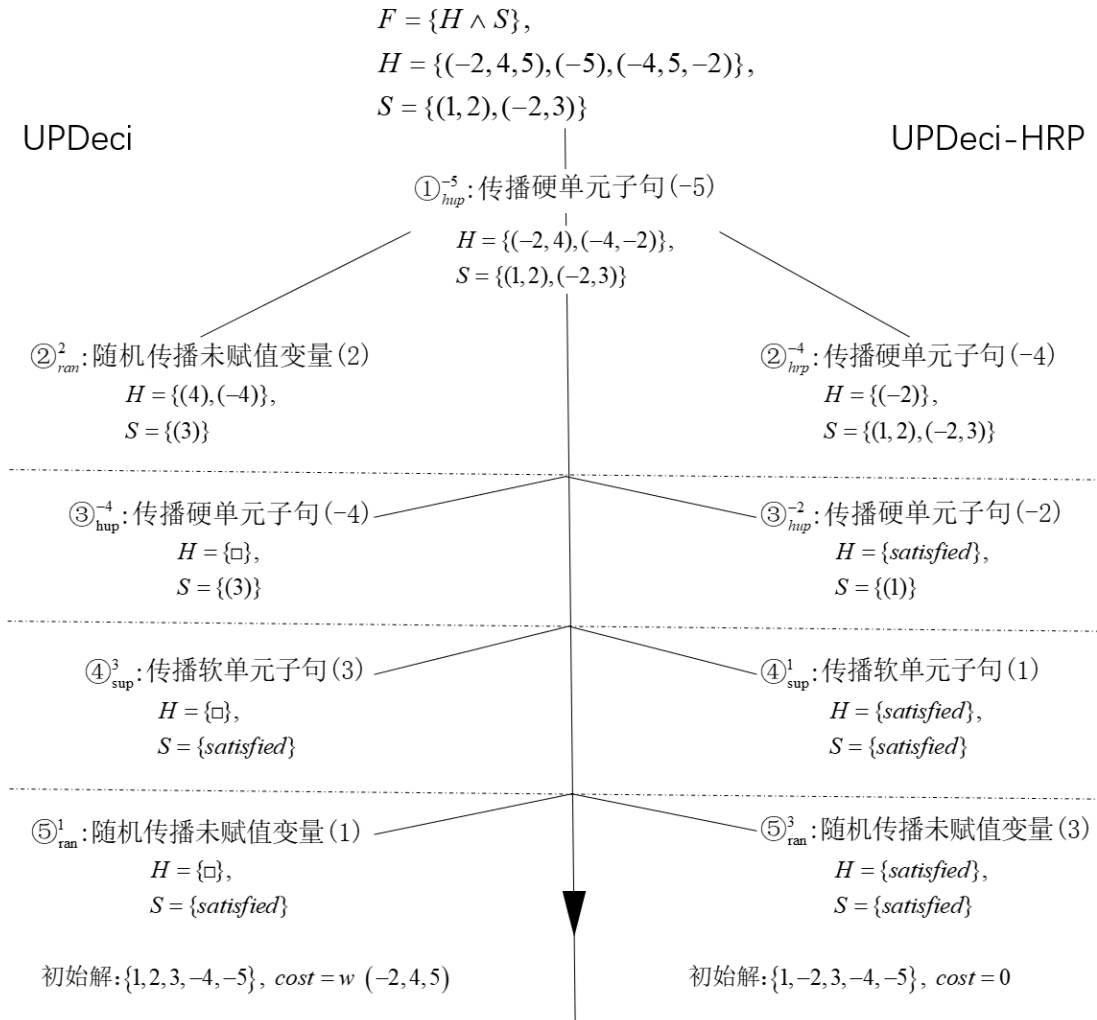 F = {H ∧ S},
H = {(−2,4,5),(−5),(−4,5,−2)},
S = {(1,2),(−2,3)}
UPDeci
UPDeci-HRP
①⁻⁵hup:传播硬单元子句(-5)
H = {(−2,4),(−4,−2)},
S = {(1,2),(−2,3)}
②²ran:随机传播未赋值变量(2)
H = {(4),(−4)},
S = {(3)}
②⁻⁴hrp:传播硬单元子句(-4)
H = {(−2)},
S = {(1,2),(−2,3)}
③⁻⁴hup:传播硬单元子句(-4)
H = {□},
S = {(3)}
③⁻²hup:传播硬单元子句(-2)
H = {satisfied},
S = {(1)}
④³sup:传播软单元子句(3)
H = {□},
S = {satisfied}
④¹sup:传播软单元子句(1)
H = {satisfied},
S = {satisfied}
⑤¹ran:随机传播未赋值变量(1)
H = {□},
S = {satisfied}
⑤³ran:随机传播未赋值变量(3)
H = {satisfied},
S = {satisfied}
初始解:{1,2,3,−4,−5}, cost = w (−2,4,5)
初始解:{1,−2,3,−4,−5}, cost = 0